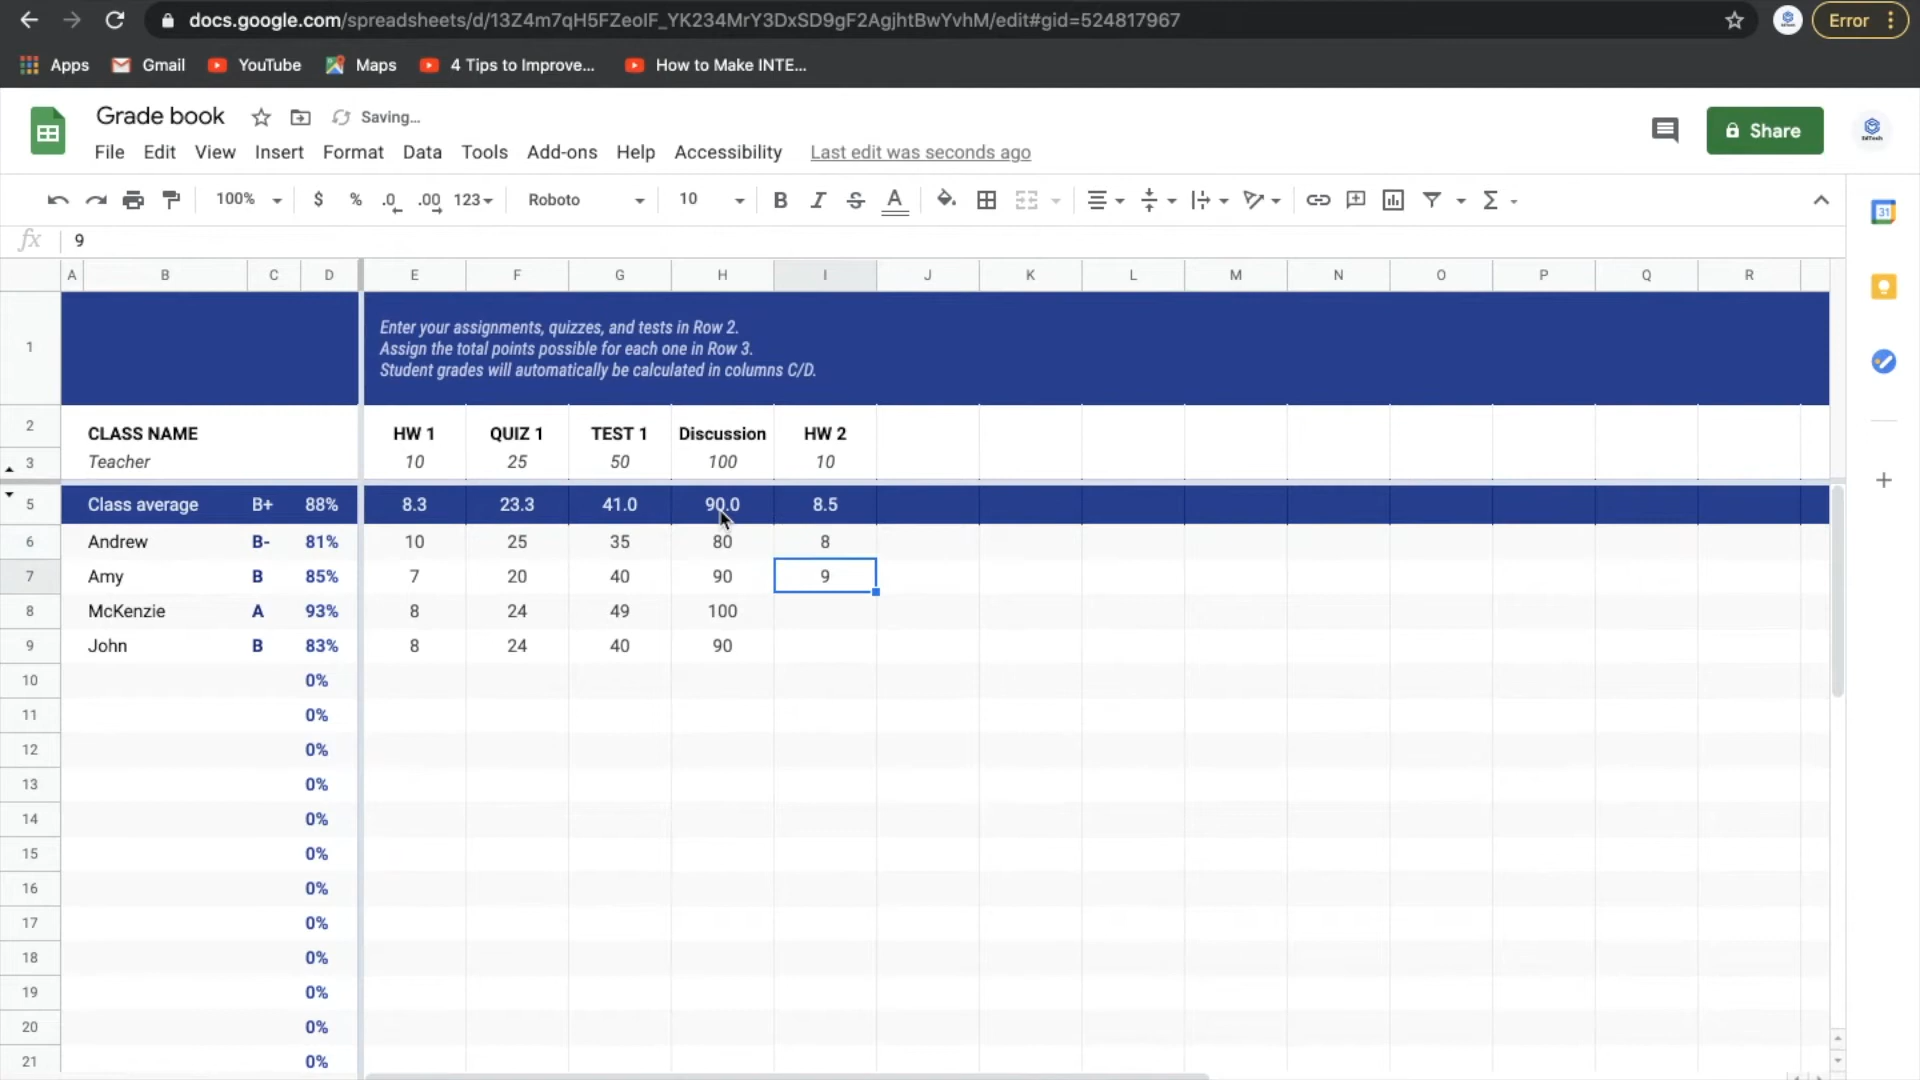 docs.google.com/spreadsheets/d/13Z4m7qH5FZeoIF_YK234MrY3DxSD9gF2AgjhtBwYvhM/edit#gid=524817967
Error
Apps Gmail YouTube Maps 4 Tips to Improve... How to Make INTE...
Grade book Saving...
Share
File Edit View Insert Format Data Tools Add-ons Help Accessibility Last edit was seconds ago
100% $ % .0 .00 123 Roboto 10 B I S A Σ
31
fx 9
A B C D E F G H I J K L M N O P Q R
1
Enter your assignments, quizzes, and tests in Row 2.
Assign the total points possible for each one in Row 3.
Student grades will automatically be calculated in columns C/D.
2 CLASS NAME HW 1 QUIZ 1 TEST 1 Discussion HW 2
3 Teacher 10 25 50 100 10
5 Class average B+ 88% 8.3 23.3 41.0 90.0 8.5
6 Andrew B- 81% 10 25 35 80 8
7 Amy B 85% 7 20 40 90 9
8 McKenzie A 93% 8 24 49 100
9 John B 83% 8 24 40 90
10 0%
11 0%
12 0%
13 0%
14 0%
15 0%
16 0%
17 0%
18 0%
19 0%
20 0%
21 0%